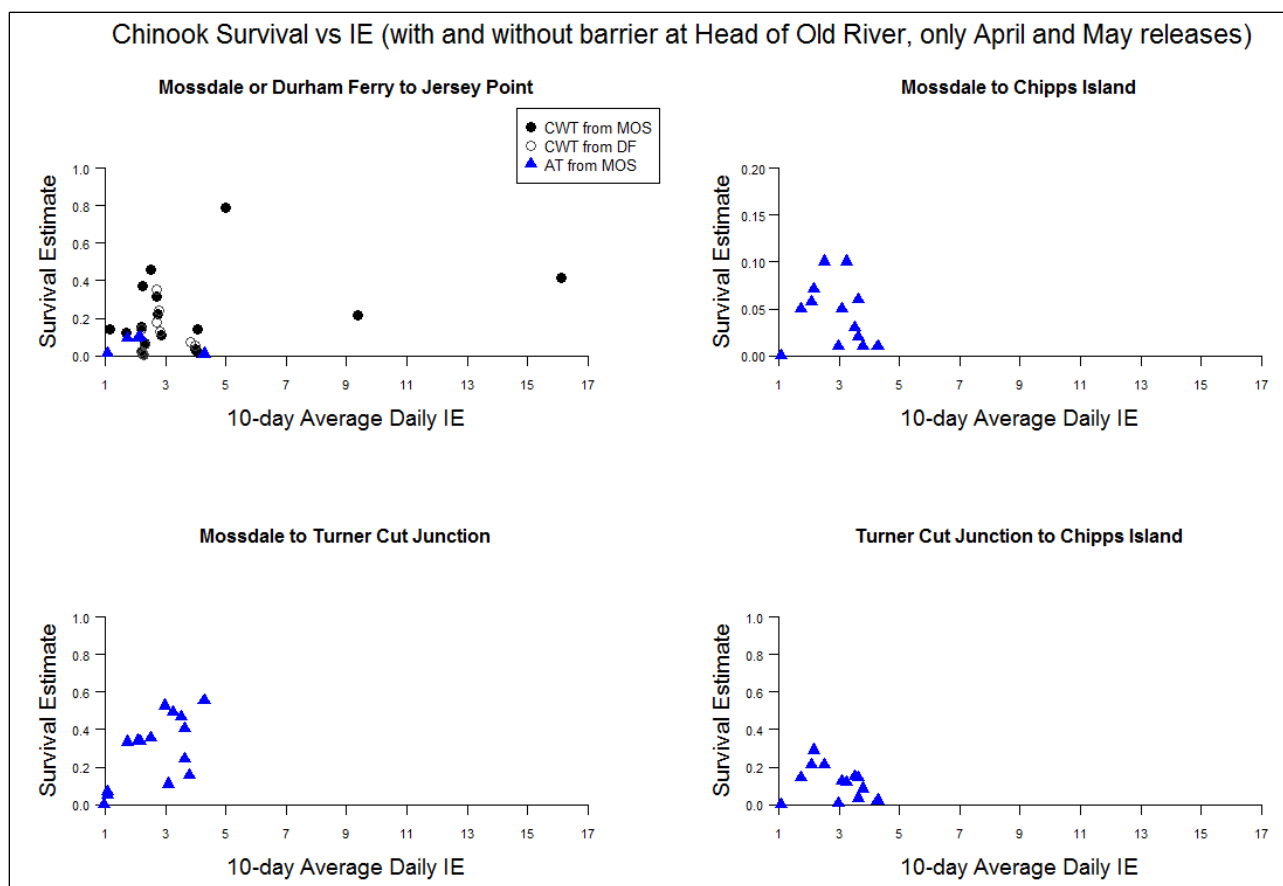 Chinook Survival vs IE (with and without barrier at Head of Old River, only April and May releases)
Mossdale or Durham Ferry to Jersey Point
CWT from MOS
CWT from DF
AT from MOS
Survival Estimate
1.0
0.8
0.6
0.4
0.2
0.0
1 3 5 7 9 11 13 15 17
10-day Average Daily IE
Mossdale to Chipps Island
Survival Estimate
0.20
0.15
0.10
0.05
0.00
1 3 5 7 9 11 13 15 17
10-day Average Daily IE
Mossdale to Turner Cut Junction
Survival Estimate
1.0
0.8
0.6
0.4
0.2
0.0
1 3 5 7 9 11 13 15 17
10-day Average Daily IE
Turner Cut Junction to Chipps Island
Survival Estimate
1.0
0.8
0.6
0.4
0.2
0.0
1 3 5 7 9 11 13 15 17
10-day Average Daily IE